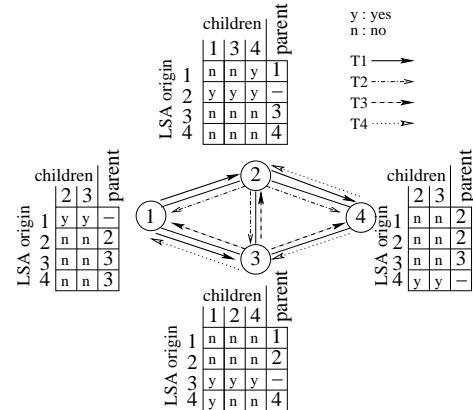 y : yes
n : no
T1
T2
T3
T4
children
1 3 4 parent
LSA origin
1 n n y 1
2 y y y –
3 n n n 3
4 n n n 4
children
2 3 parent
LSA origin
1 y y –
2 n n 2
3 n n 3
4 n n 3
1
2
3
4
children
2 3 parent
LSA origin
1 n n 2
2 n n 2
3 n n 3
4 y y –
children
1 2 4 parent
LSA origin
1 n n n 1
2 n n n 2
3 y y y –
4 y n n 4